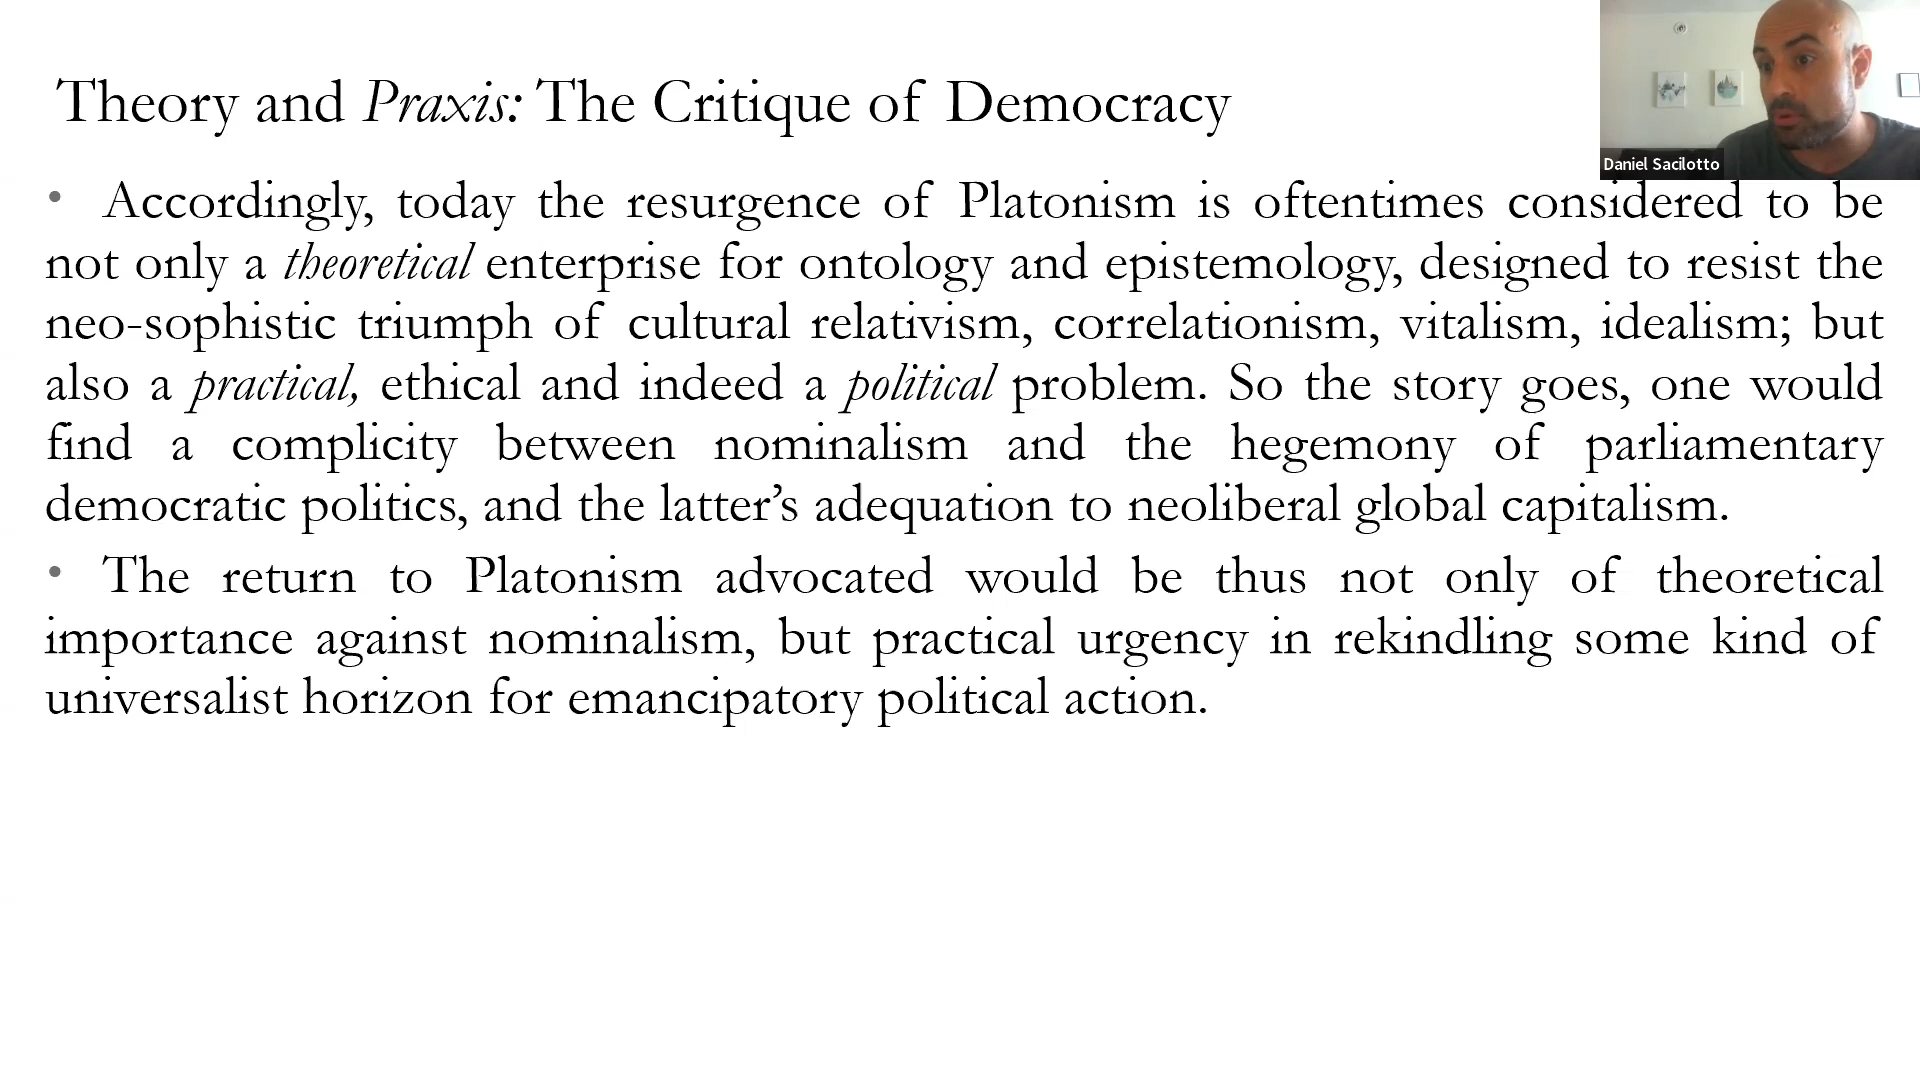 Theory and Praxis: The Critique of Democracy
Daniel Sacilotto
• Accordingly, today the resurgence of Platonism is oftentimes considered to be
not only a theoretical enterprise for ontology and epistemology, designed to resist the
neo-sophistic triumph of cultural relativism, correlationism, vitalism, idealism; but
also a practical, ethical and indeed a political problem. So the story goes, one would
find a complicity between nominalism and the hegemony of parliamentary
democratic politics, and the latter’s adequation to neoliberal global capitalism.
• The return to Platonism advocated would be thus not only of theoretical
importance against nominalism, but practical urgency in rekindling some kind of
universalist horizon for emancipatory political action.